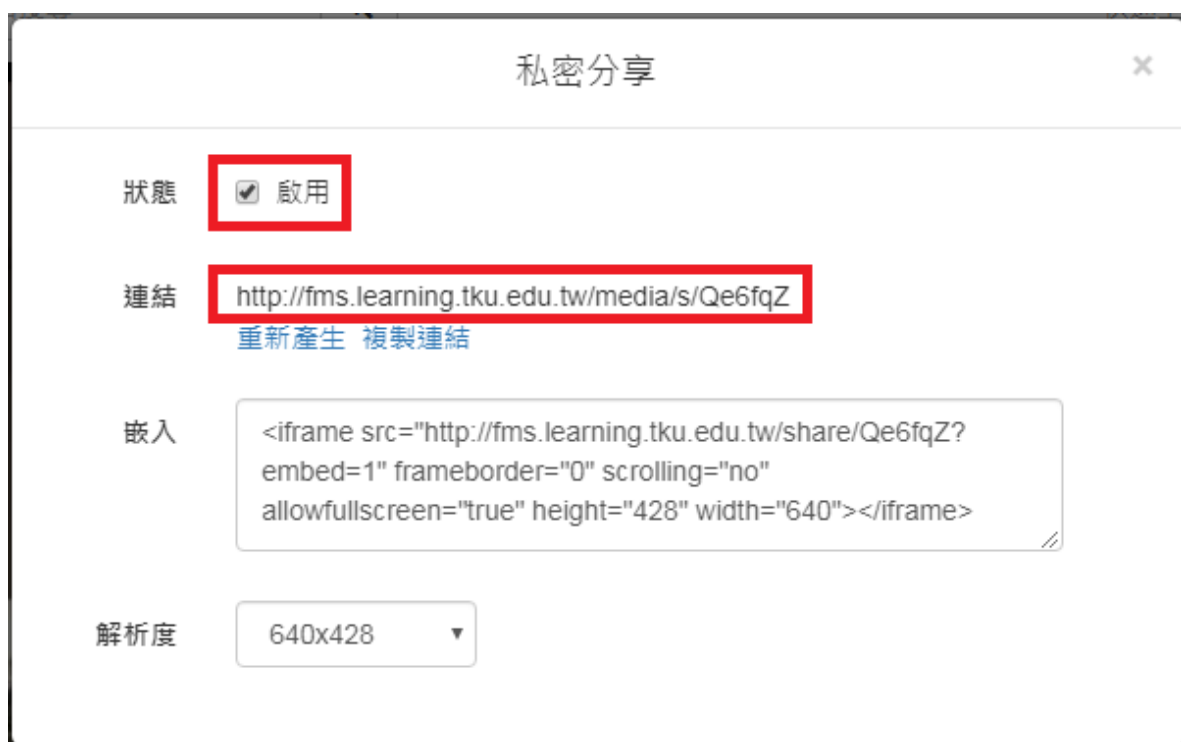 私密分享
×
狀態 啟用
連結 http://fms.learning.tku.edu.tw/media/s/Qe6fqZ
重新產生 複製連結
嵌入 <iframe src="http://fms.learning.tku.edu.tw/share/Qe6fqZ?
embed=1" frameborder="0" scrolling="no"
allowfullscreen="true" height="428" width="640"></iframe>
解析度 640x428